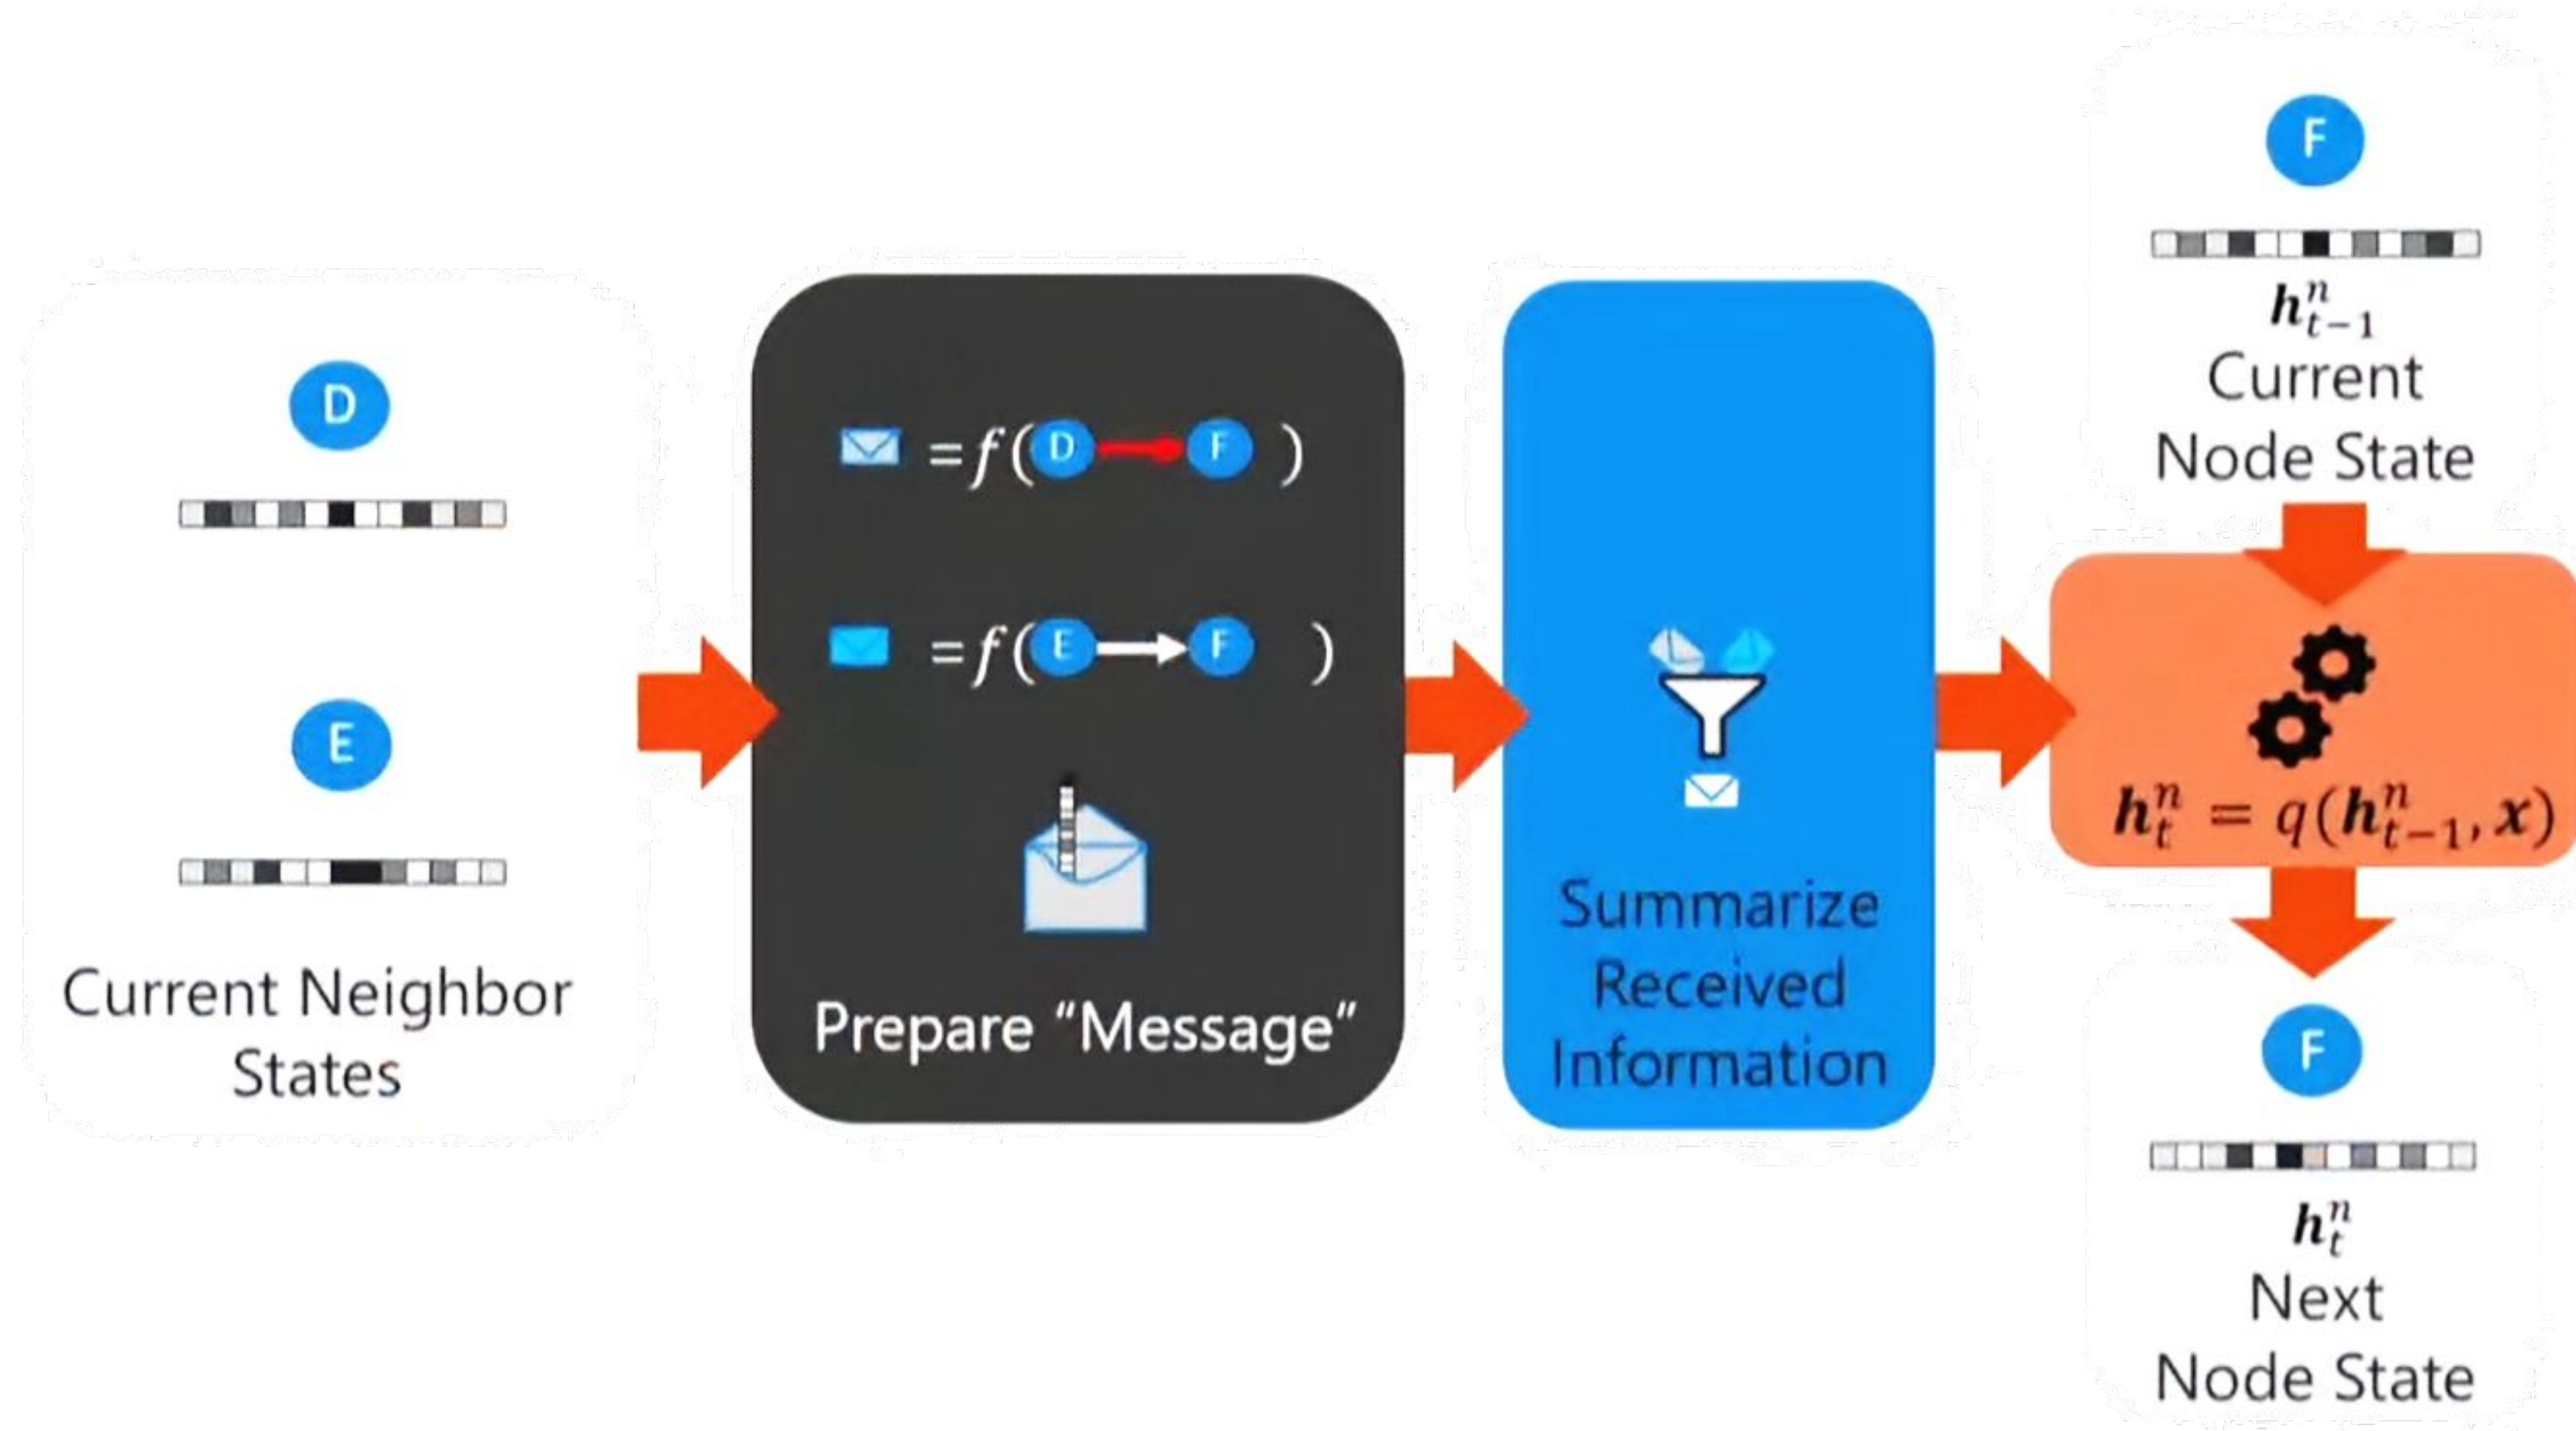 D
E
Current Neighbor
States
=f(D F )
=f(E F )
Prepare “Message”
Summarize
Received
Information
F
h^n_{t-1}
Current
Node State
h^n_t = q(h^n_{t-1}, x)
F
h^n_t
Next
Node State